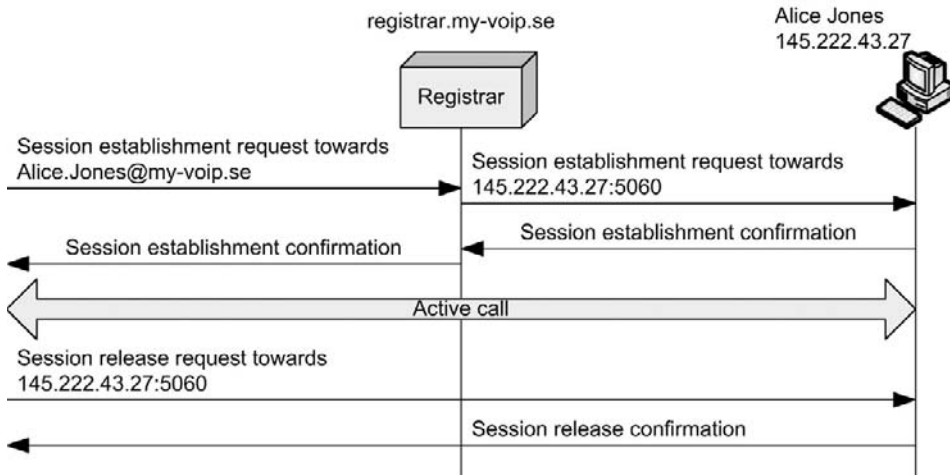 registrar.my-voip.se
Alice Jones
145.222.43.27
Registrar
Session establishment request towards
Alice.Jones@my-voip.se
Session establishment request towards
145.222.43.27:5060
Session establishment confirmation
Session establishment confirmation
Active call
Session release request towards
145.222.43.27:5060
Session release confirmation